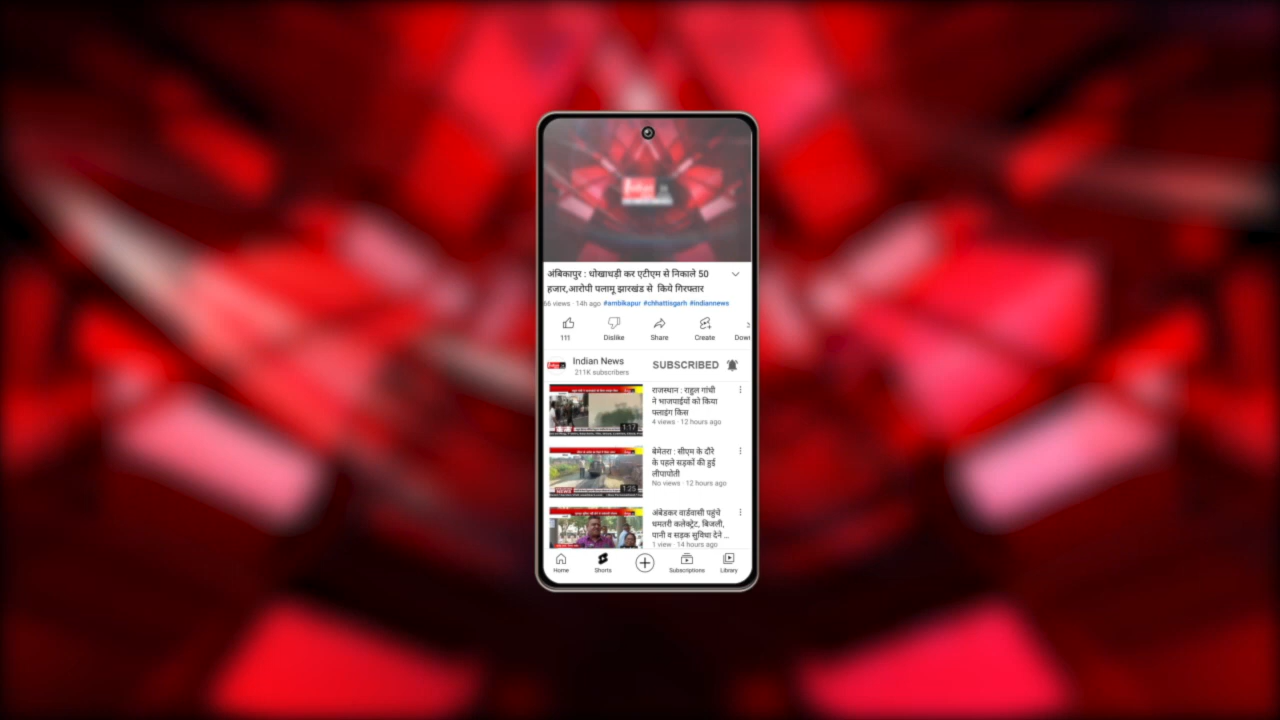 अंबिकापुर : धोखाधड़ी कर एटीएम से निकाले 50
हजार,आरोपी पलामू झारखंड से किये गिरफ्तार
66 views · 14h ago #ambikapur #chhattisgarh #indiannews
111
Dislike
Share
Create
Indian News
211K subscribers
SUBSCRIBED
राजस्थान : राहुल गांधी
ने भाजपाईयों को किया
फ्लाइंग किस
4 views · 12 hours ago
1:17
बेमेतरा : सीएम के दौरे
के पहले सड़कों की हुई
लीपापोती
No views · 12 hours ago
1:25
अंबेडकर वार्डवासी पहुंचे
धमतरी कलेक्ट्रेट, बिजली,
पानी व सड़क सुविधा देने ...
1 view · 14 hours ago
Home
Shorts
Subscriptions
Library